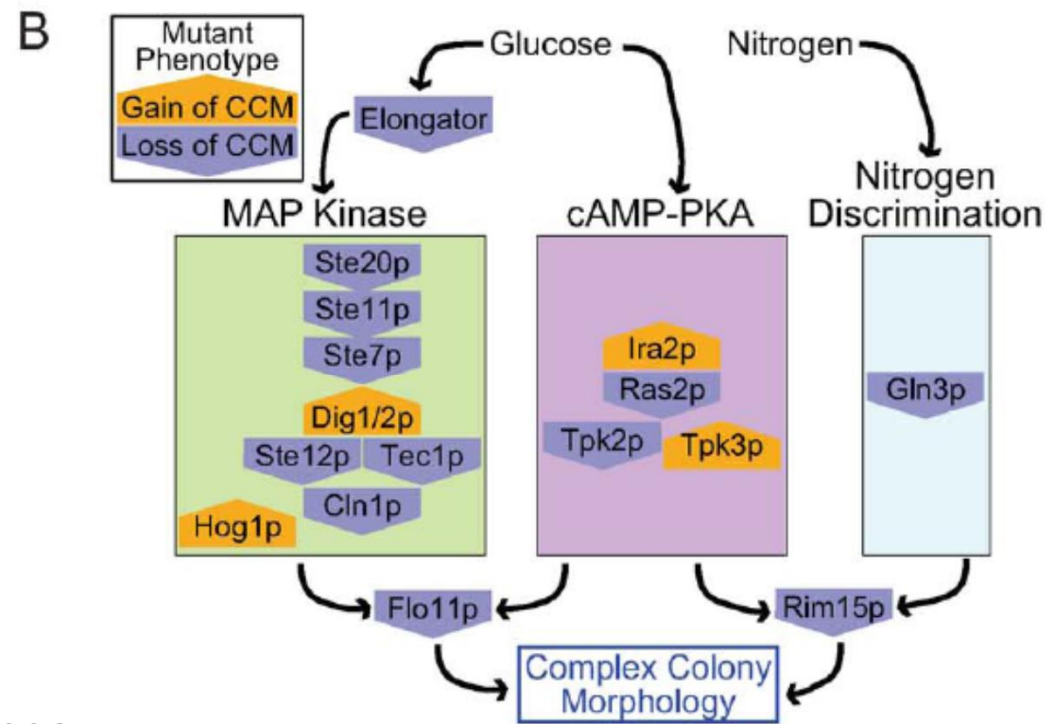 B
Mutant
Phenotype
Gain of CCM
Loss of CCM
Glucose
Nitrogen
Elongator
MAP Kinase
cAMP-PKA
Nitrogen
Discrimination
Ste20p
Ste11p
Ste7p
Dig1/2p
Ste12p
Tec1p
Cln1p
Hog1p
Ira2p
Ras2p
Tpk2p
Tpk3p
Gln3p
Flo11p
Rim15p
Complex Colony
Morphology